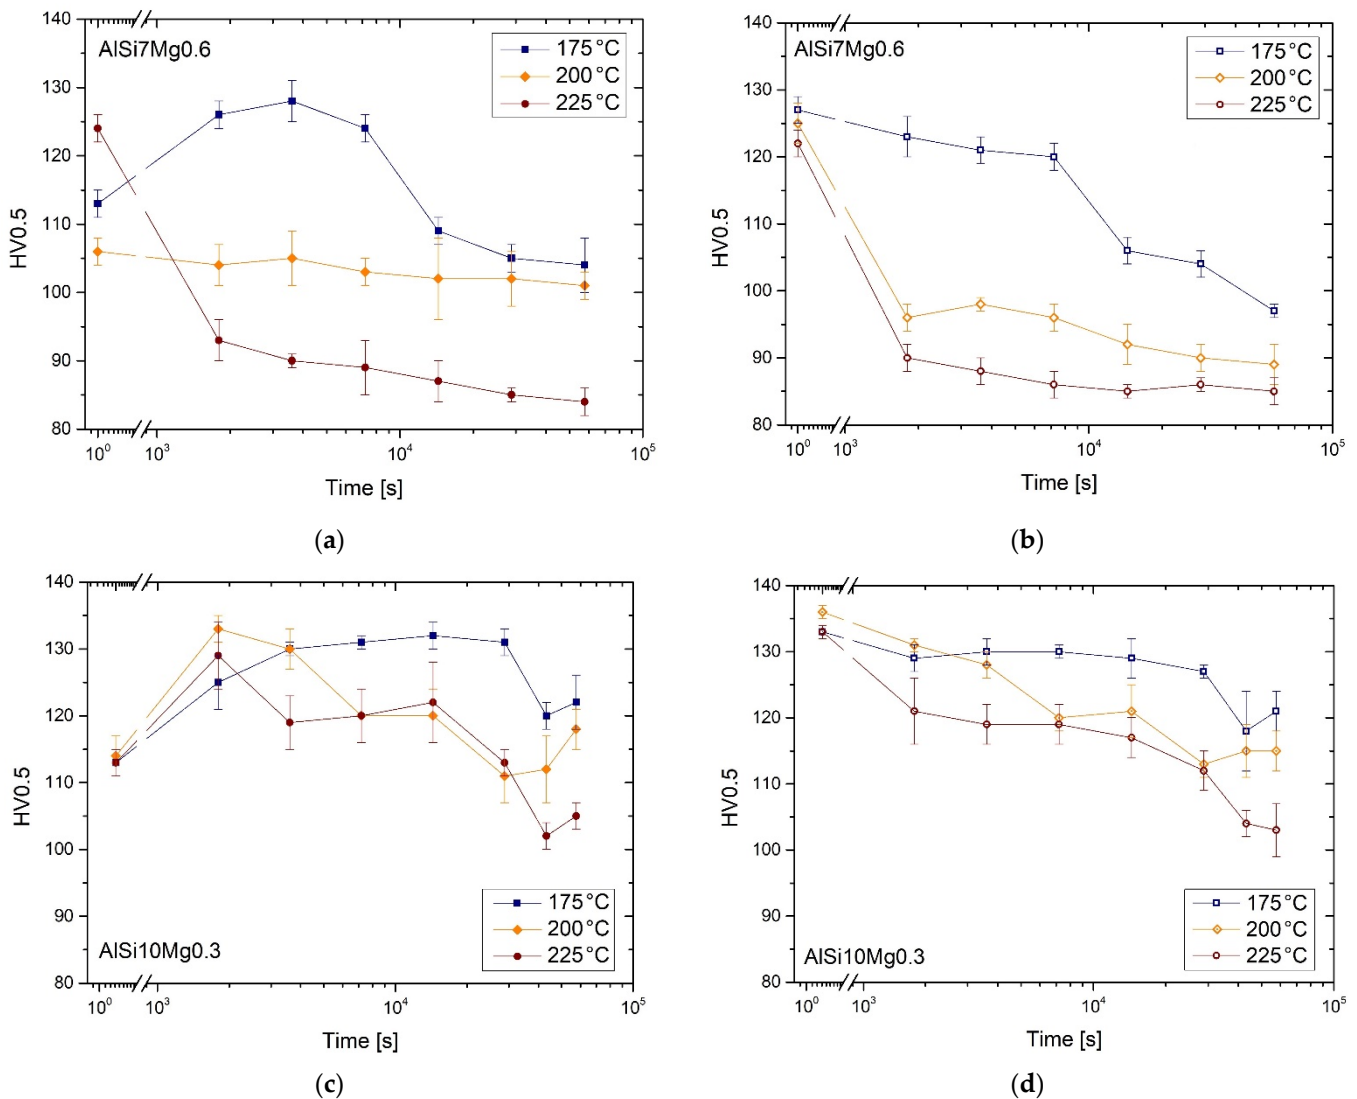 AlSi7Mg0.6
175°C
200°C
225°C
140
130
120
110
100
90
80
HV0.5
10⁰
10³
10⁴
10⁵
Time [s]
(a)
AlSi7Mg0.6
175°C
200°C
225°C
140
130
120
110
100
90
80
HV0.5
10⁰
10³
10⁴
10⁵
Time [s]
(b)
140
130
120
110
100
90
80
HV0.5
175°C
200°C
225°C
AlSi10Mg0.3
10⁰
10³
10⁴
10⁵
Time [s]
(c)
140
130
120
110
100
90
80
HV0.5
175°C
200°C
225°C
AlSi10Mg0.3
10⁰
10³
10⁴
10⁵
Time [s]
(d)